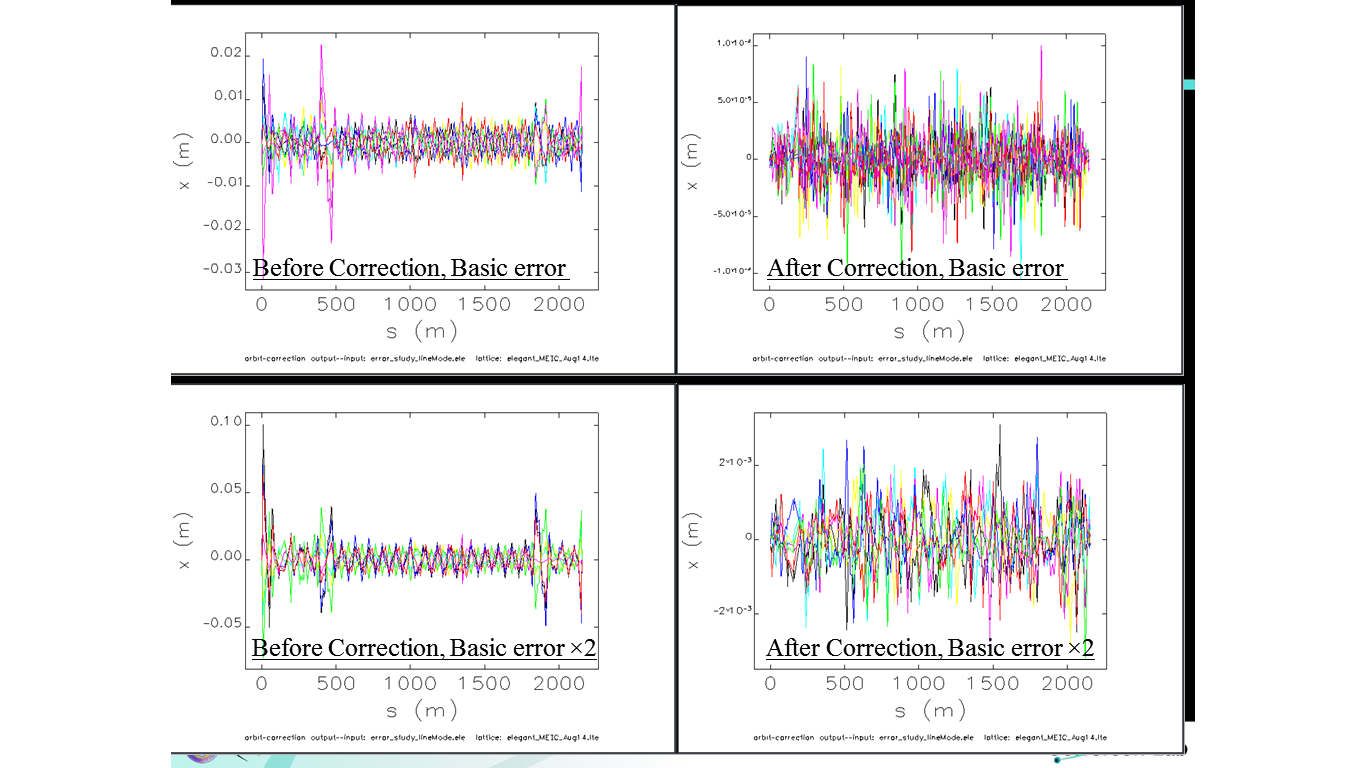 0.02
0.01
0.00
-0.01
-0.02
-0.03
x (m)
Before Correction, Basic error
0 500 1000 1500 2000
s (m)
orbit-correction output--input: error_study_lineMode.ele lattice: elegant_MEIC_Aug14.lte
1.0*10⁻⁴
5.0*10⁻⁵
0
-5.0*10⁻⁵
-1.0*10⁻⁴
x (m)
After Correction, Basic error
0 500 1000 1500 2000
s (m)
orbit-correction output--input: error_study_lineMode.ele lattice: elegant_MEIC_Aug14.lte
0.10
0.05
0.00
-0.05
x (m)
Before Correction, Basic error ×2
0 500 1000 1500 2000
s (m)
orbit-correction output--input: error_study_lineMode.ele lattice: elegant_MEIC_Aug14.lte
2*10⁻³
0
-2*10⁻³
x (m)
After Correction, Basic error ×2
0 500 1000 1500 2000
s (m)
orbit-correction output--input: error_study_lineMode.ele lattice: elegant_MEIC_Aug14.lte